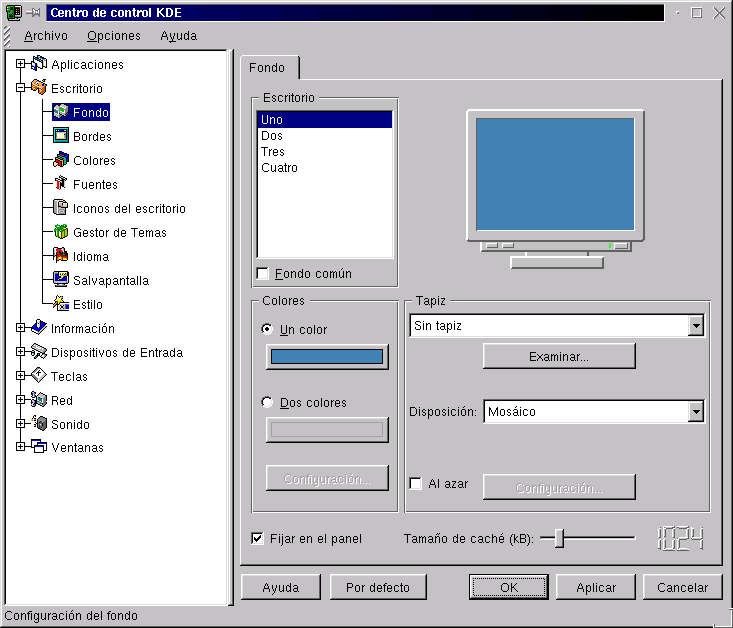 Centro de control KDE
Archivo Opciones Ayuda
Aplicaciones
Escritorio
Fondo
Bordes
Colores
Fuentes
Iconos del escritorio
Gestor de Temas
Idioma
Salvapantalla
Estilo
Información
Dispositivos de Entrada
Teclas
Red
Sonido
Ventanas
Fondo
Escritorio
Uno
Dos
Tres
Cuatro
Fondo común
Colores
Un color
Dos colores
Configuración...
Tapiz
Sin tapiz
Examinar...
Disposición: Mosáico
Al azar Configuración...
Fijar en el panel
Tamaño de caché (kB): 1024
Ayuda Por defecto OK Aplicar Cancelar
Configuración del fondo